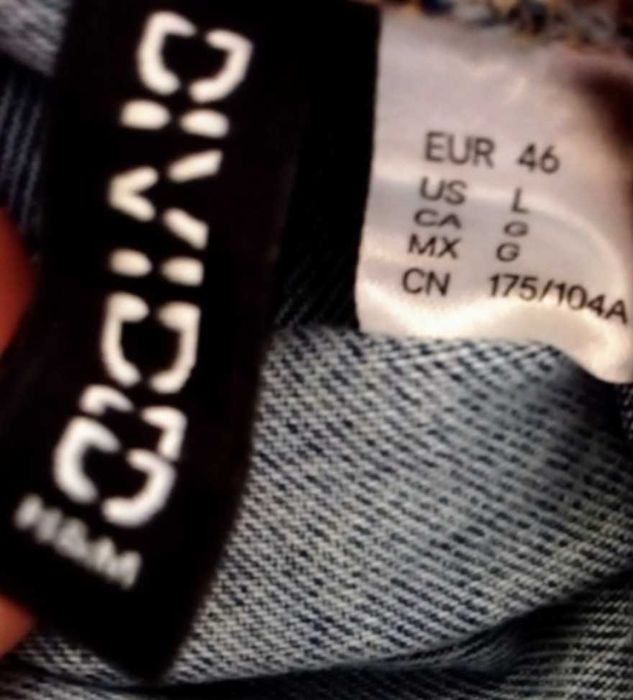 DIVIDED
H&M
EUR 46
US L
CA G
MX G
CN 175/104A